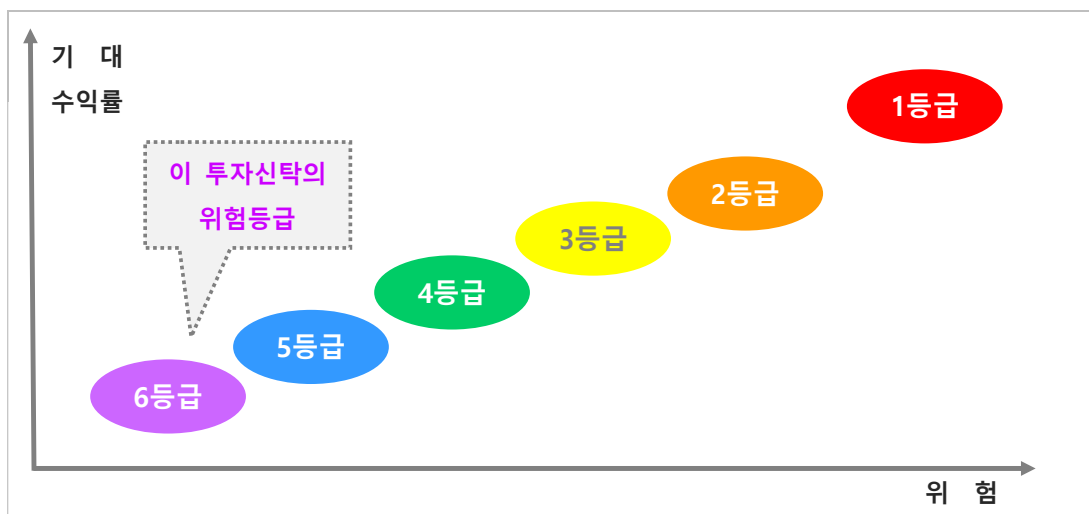 기 대
수익률
1등급
이 투자신탁의
위험등급
2등급
3등급
4등급
5등급
6등급
위 험